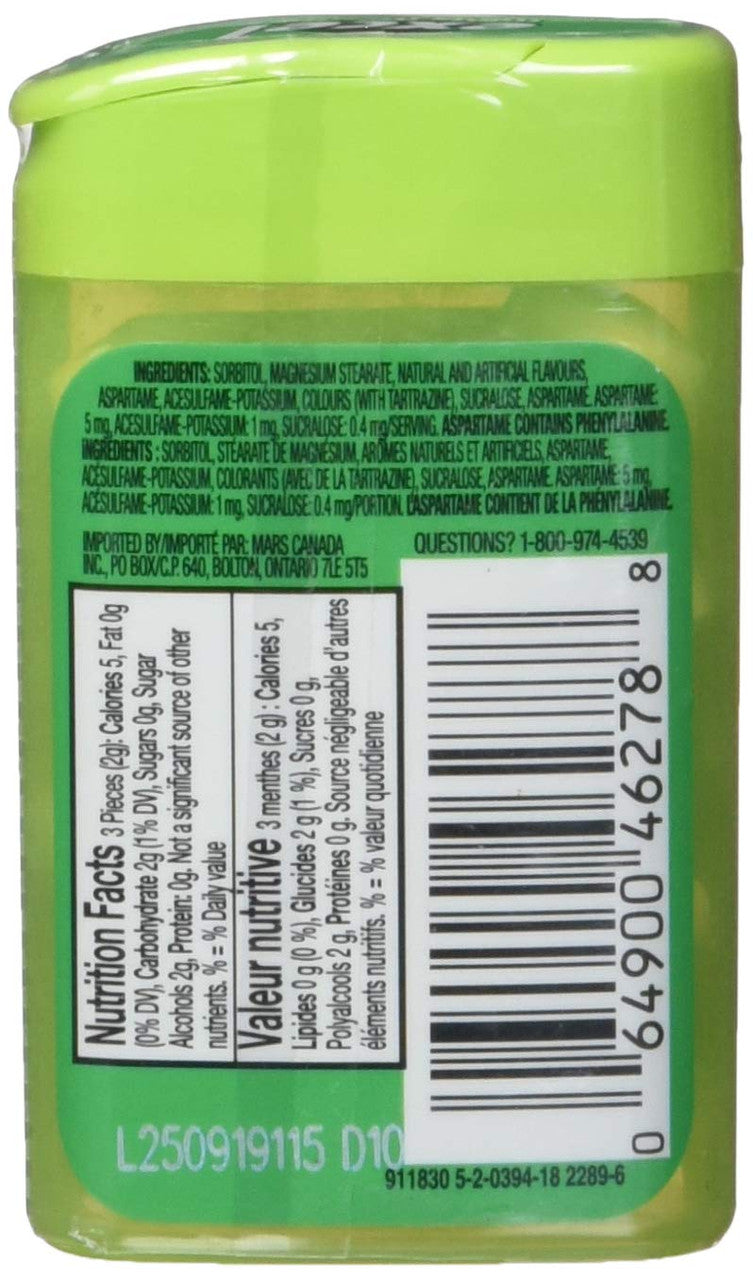 INGREDIENTS: SORBITOL, MAGNESIUM STEARATE, NATURAL AND ARTIFICIAL FLAVOURS,
ASPARTAME, ACESULFAME-POTASSIUM, COLOURS (WITH TARTRAZINE), SUCRALOSE, ASPARTAME. ASPARTAME:
5 mg, ACESULFAME-POTASSIUM: 1 mg, SUCRALOSE: 0.4 mg/SERVING. ASPARTAME CONTAINS PHENYLALANINE.
INGRÉDIENTS : SORBITOL, STÉARATE DE MAGNÉSIUM, ARÔMES NATURELS ET ARTIFICIELS, ASPARTAME,
ACÉSULFAME-POTASSIUM, COLORANTS (AVEC DE LA TARTRAZINE), SUCRALOSE, ASPARTAME. ASPARTAME: 5 mg,
ACÉSULFAME-POTASSIUM: 1 mg, SUCRALOSE: 0.4 mg/PORTION. L'ASPARTAME CONTIENT DE LA PHÉNYLALANINE.
IMPORTED BY/IMPORTÉ PAR: MARS CANADA
INC., PO BOX/C.P. 640, BOLTON, ONTARIO 7LE 5T5
QUESTIONS? 1-800-974-4539
Nutrition Facts 3 Pieces (2g): Calories 5, Fat 0g
(0% DV), Carbohydrate 2g (1% DV), Sugars 0g, Sugar
Alcohols 2g, Protein: 0g. Not a significant source of other
nutrients. % = % Daily value
Valeur nutritive 3 menthes (2 g) : Calories 5,
Lipides 0 g (0 %), Glucides 2 g (1 %), Sucres 0 g,
Polyalcools 2 g, Protéines 0 g. Source négligeable d'autres
éléments nutritifs. % = % valeur quotidienne
0 64900 46278 8
L250919115 D10
911830 5-2-0394-18 2289-6